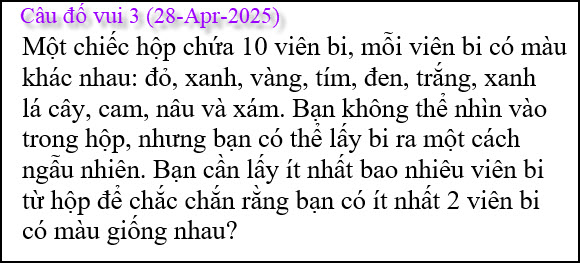 Câu đố vui 3 (28-Apr-2025)
Một chiếc hộp chứa 10 viên bi, mỗi viên bi có màu
khác nhau: đỏ, xanh, vàng, tím, đen, trắng, xanh
lá cây, cam, nâu và xám. Bạn không thể nhìn vào
trong hộp, nhưng bạn có thể lấy bi ra một cách
ngẫu nhiên. Bạn cần lấy ít nhất bao nhiêu viên bi
từ hộp để chắc chắn rằng bạn có ít nhất 2 viên bi
có màu giống nhau?